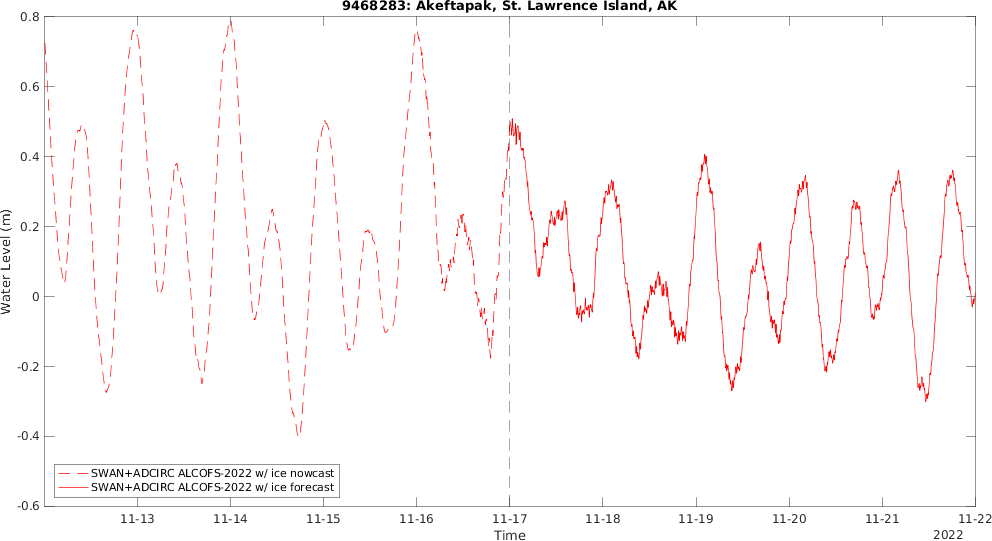 9468283: Akeftapak, St. Lawrence Island, AK
0.8
0.6
0.4
0.2
0
-0.2
-0.4
-0.6
Water Level (m)
SWAN+ADCIRC ALCOFS-2022 w/ ice nowcast
SWAN+ADCIRC ALCOFS-2022 w/ ice forecast
11-13 11-14 11-15 11-16 11-17 11-18 11-19 11-20 11-21 11-22
Time
2022